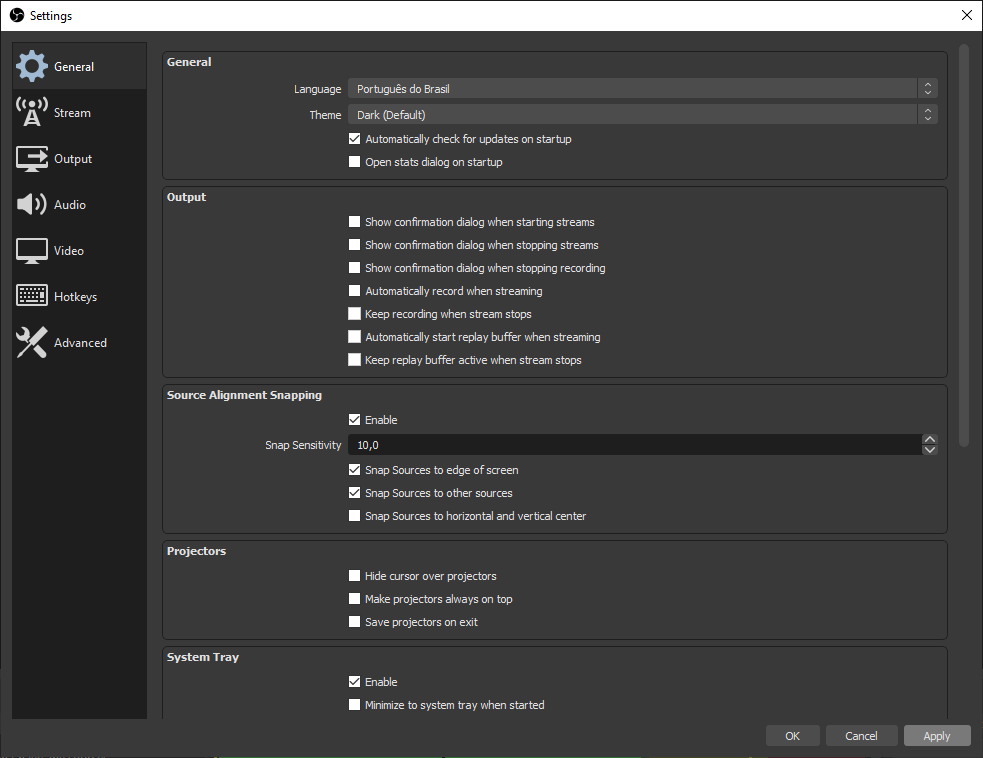 Settings
General
Stream
Output
Audio
Video
Hotkeys
Advanced
General
Language Português do Brasil
Theme Dark (Default)
Automatically check for updates on startup
Open stats dialog on startup
Output
Show confirmation dialog when starting streams
Show confirmation dialog when stopping streams
Show confirmation dialog when stopping recording
Automatically record when streaming
Keep recording when stream stops
Automatically start replay buffer when streaming
Keep replay buffer active when stream stops
Source Alignment Snapping
Enable
Snap Sensitivity 10,0
Snap Sources to edge of screen
Snap Sources to other sources
Snap Sources to horizontal and vertical center
Projectors
Hide cursor over projectors
Make projectors always on top
Save projectors on exit
System Tray
Enable
Minimize to system tray when started
OK Cancel Apply